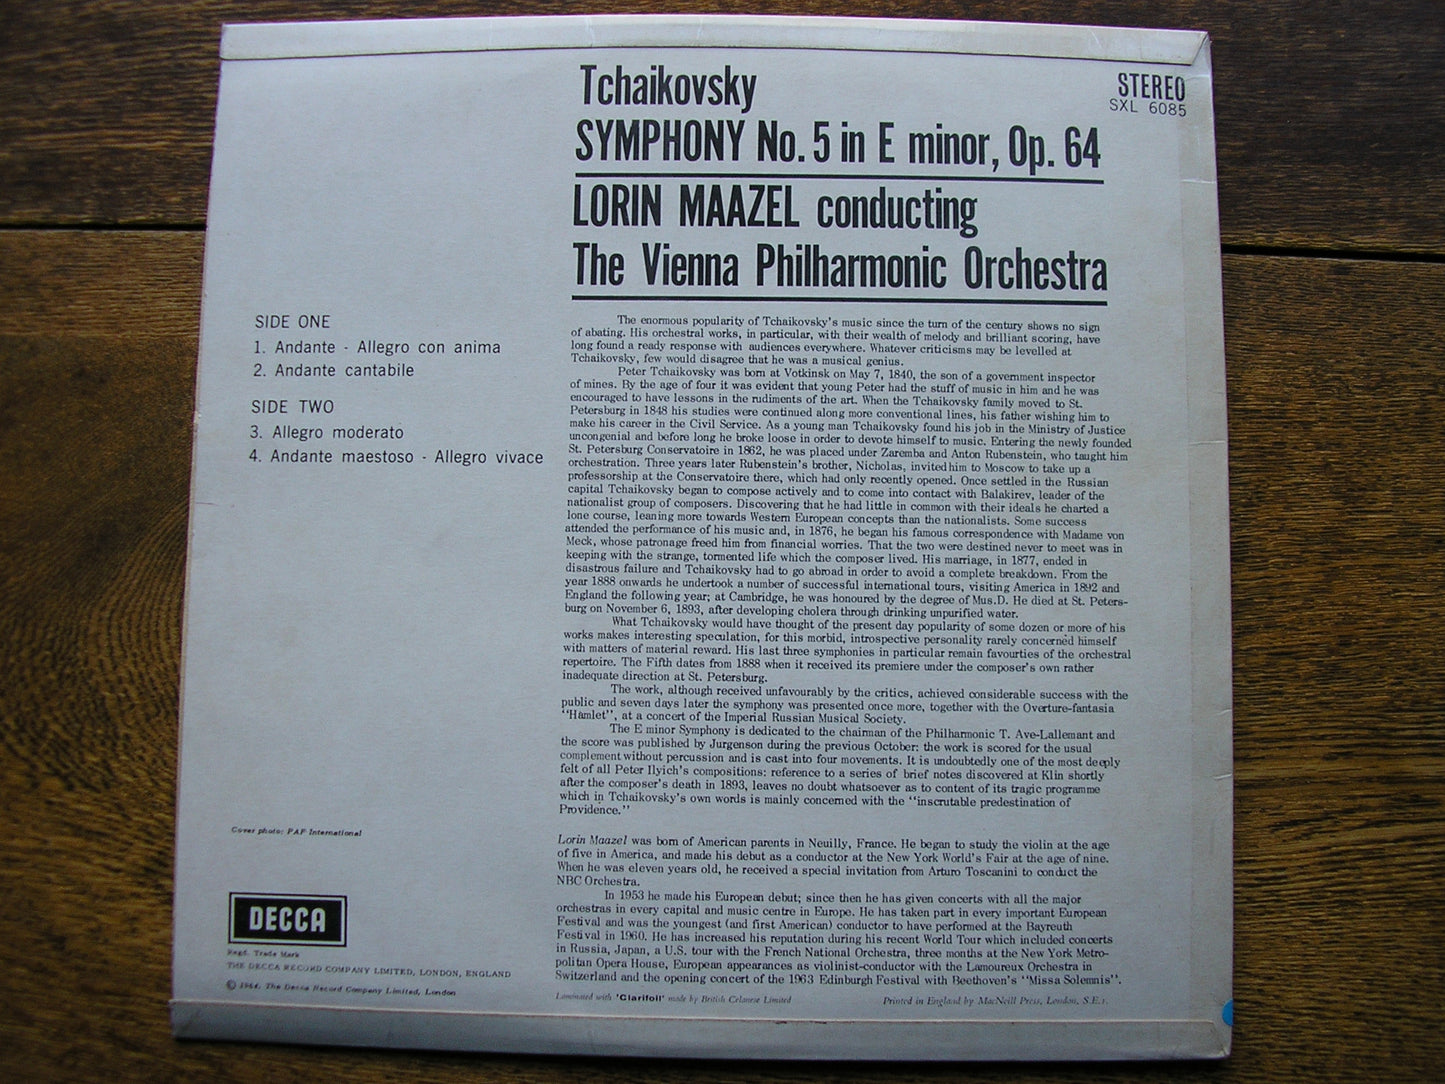 Tchaikovsky
SYMPHONY No. 5 in E minor, Op. 64
LORIN MAAZEL conducting
The Vienna Philharmonic Orchestra
STEREO
SXL 6085
SIDE ONE
1. Andante - Allegro con anima
2. Andante cantabile
SIDE TWO
3. Allegro moderato
4. Andante maestoso - Allegro vivace
The enormous popularity of Tchaikovsky's music since the turn of the century shows no sign
of abating. His orchestral works, in particular, with their wealth of melody and brilliant scoring, have
long found a ready response with audiences everywhere. Whatever criticisms may be levelled at
Tchaikovsky, few would disagree that he was a musical genius.
Peter Tchaikovsky was born at Votkinsk on May 7, 1840, the son of a government inspector
of mines. By the age of four it was evident that young Peter had the stuff of music in him and he was
encouraged to have lessons in the rudiments of the art. When the Tchaikovsky family moved to St.
Petersburg in 1848 his studies were continued along more conventional lines, his father wishing him to
make his career in the Civil Service. As a young man Tchaikovsky found his job in the Ministry of Justice
uncongenial and before long he broke loose in order to devote himself to music. Entering the newly founded
St. Petersburg Conservatoire in 1862, he was placed under Zaremba and Anton Rubenstein, who taught him
orchestration. Three years later Rubenstein's brother, Nicholas, invited him to Moscow to take up a
professorship at the Conservatoire there, which had only recently opened. Once settled in the Russian
capital Tchaikovsky began to compose actively and to come into contact with Balakirev, leader of the
nationalist group of composers. Discovering that he had little in common with their ideals he charted a
lone course, leaning more towards Western European concepts than the nationalists. Some success
attended the performance of his music and, in 1876, he began his famous correspondence with Madame von
Meck, whose patronage freed him from financial worries. That the two were destined never to meet was in
keeping with the strange, tormented life which the composer lived. His marriage, in 1877, ended in
disastrous failure and Tchaikovsky had to go abroad in order to avoid a complete breakdown. From the
year 1888 onwards he undertook a number of successful international tours, visiting America in 1892 and
England the following year; at Cambridge, he was honoured by the degree of Mus.D. He died at St. Peters-
burg on November 6, 1893, after developing cholera through drinking unpurified water.
What Tchaikovsky would have thought of the present day popularity of some dozen or more of his
works makes interesting speculation, for this morbid, introspective personality rarely concerned himself
with matters of material reward. His last three symphonies in particular remain favourties of the orchestral
repertoire. The Fifth dates from 1888 when it received its premiere under the composer's own rather
inadequate direction at St. Petersburg.
The work, although received unfavourably by the critics, achieved considerable success with the
public and seven days later the symphony was presented once more, together with the Overture-fantasia
"Hamlet", at a concert of the Imperial Russian Musical Society.
The E minor Symphony is dedicated to the chairman of the Philharmonic T. Ave-Lallemant and
the score was published by Jurgenson during the previous October: the work is scored for the usual
complement without percussion and is cast into four movements. It is undoubtedly one of the most deeply
felt of all Peter Ilyich's compositions: reference to a series of brief notes discovered at Klin shortly
after the composer's death in 1893, leaves no doubt whatsoever as to content of its tragic programme
which in Tchaikovsky's own words is mainly concerned with the "inscrutable predestination of
Providence."
Lorin Maazel was born of American parents in Neuilly, France. He began to study the violin at the age
of five in America, and made his debut as a conductor at the New York World's Fair at the age of nine.
When he was eleven years old, he received a special invitation from Arturo Toscanini to conduct the
NBC Orchestra.
In 1953 he made his European debut; since then he has given concerts with all the major
orchestras in every capital and music centre in Europe. He has taken part in every important European
Festival and was the youngest (and first American) conductor to have performed at the Bayreuth
Festival in 1960. He has increased his reputation during his recent World Tour which included concerts
in Russia, Japan, a U.S. tour with the French National Orchestra, three months at the New York Metro-
politan Opera House, European appearances as violinist-conductor with the Lamoureux Orchestra in
Switzerland and the opening concert of the 1963 Edinburgh Festival with Beethoven's "Missa Solemnis".
Cover photo: PAF International
DECCA
Regd. Trade Mark
THE DECCA RECORD COMPANY LIMITED, LONDON, ENGLAND
© 1964, The Decca Record Company Limited, London
Laminated with 'Clarifoil' made by British Celanese Limited
Printed in England by MacNeill Press, London, S.E.1.